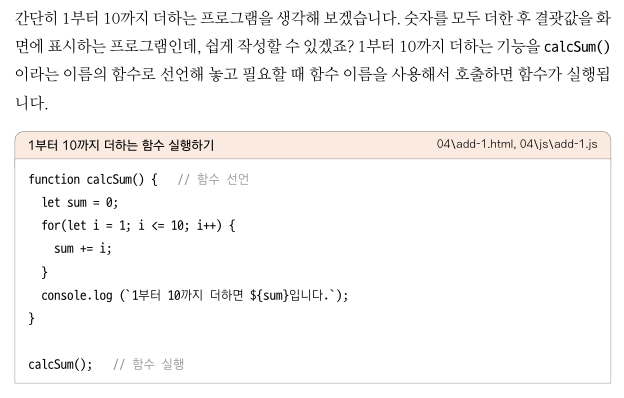 간단히 1부터 10까지 더하는 프로그램을 생각해 보겠습니다. 숫자를 모두 더한 후 결괏값을 화
면에 표시하는 프로그램인데, 쉽게 작성할 수 있겠죠? 1부터 10까지 더하는 기능을 calcSum()
이라는 이름의 함수로 선언해 놓고 필요할 때 함수 이름을 사용해서 호출하면 함수가 실행됩
니다.
1부터 10까지 더하는 함수 실행하기 04\add-1.html, 04\js\add-1.js
function calcSum() { // 함수 선언
let sum = 0;
for(let i = 1; i <= 10; i++) {
sum += i;
}
console.log (`1부터 10까지 더하면 ${sum}입니다.`);
}
calcSum(); // 함수 실행